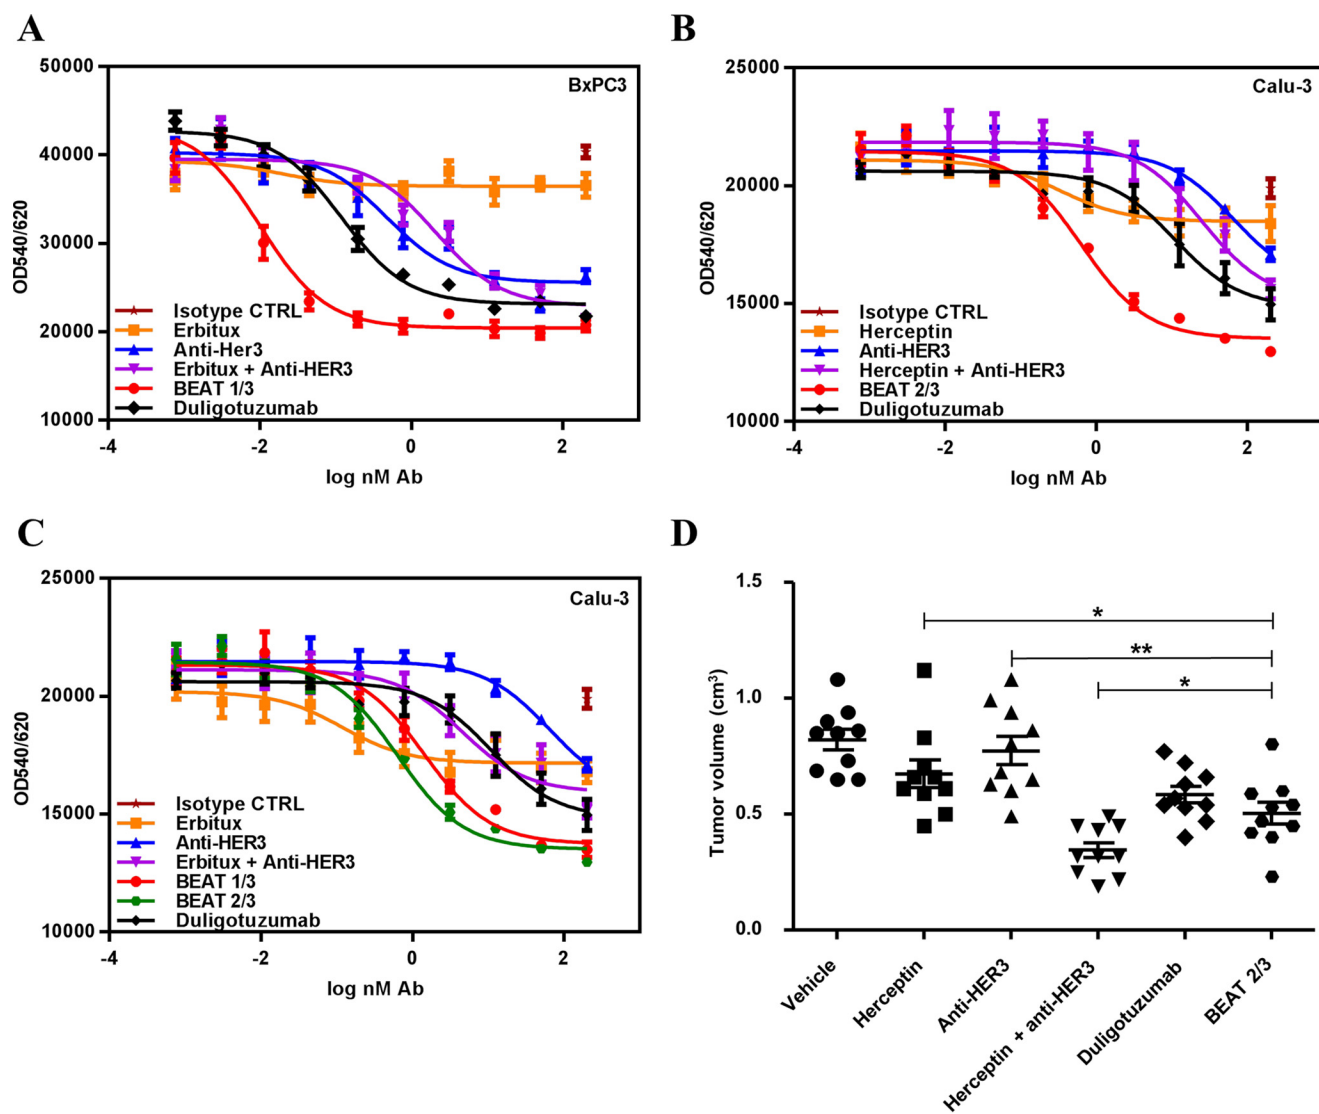 A
50000
40000
30000
20000
10000
OD540/620
BxPC3
Isotype CTRL
Erbitux
Anti-Her3
Erbitux + Anti-HER3
BEAT 1/3
Duligotuzumab
-4
-2
0
2
log nM Ab
B
25000
20000
15000
10000
OD540/620
Calu-3
Isotype CTRL
Herceptin
Anti-HER3
Herceptin + Anti-HER3
BEAT 2/3
Duligotuzumab
-4
-2
0
2
log nM Ab
C
25000
20000
15000
10000
OD540/620
Calu-3
Isotype CTRL
Erbitux
Anti-HER3
Erbitux + Anti-HER3
BEAT 1/3
BEAT 2/3
Duligotuzumab
-4
-2
0
2
log nM Ab
D
1.5
1.0
0.5
0.0
Tumor volume (cm³)
*
**
*
Vehicle
Herceptin
Anti-HER3
Herceptin + anti-HER3
Duligotuzumab
BEAT 2/3